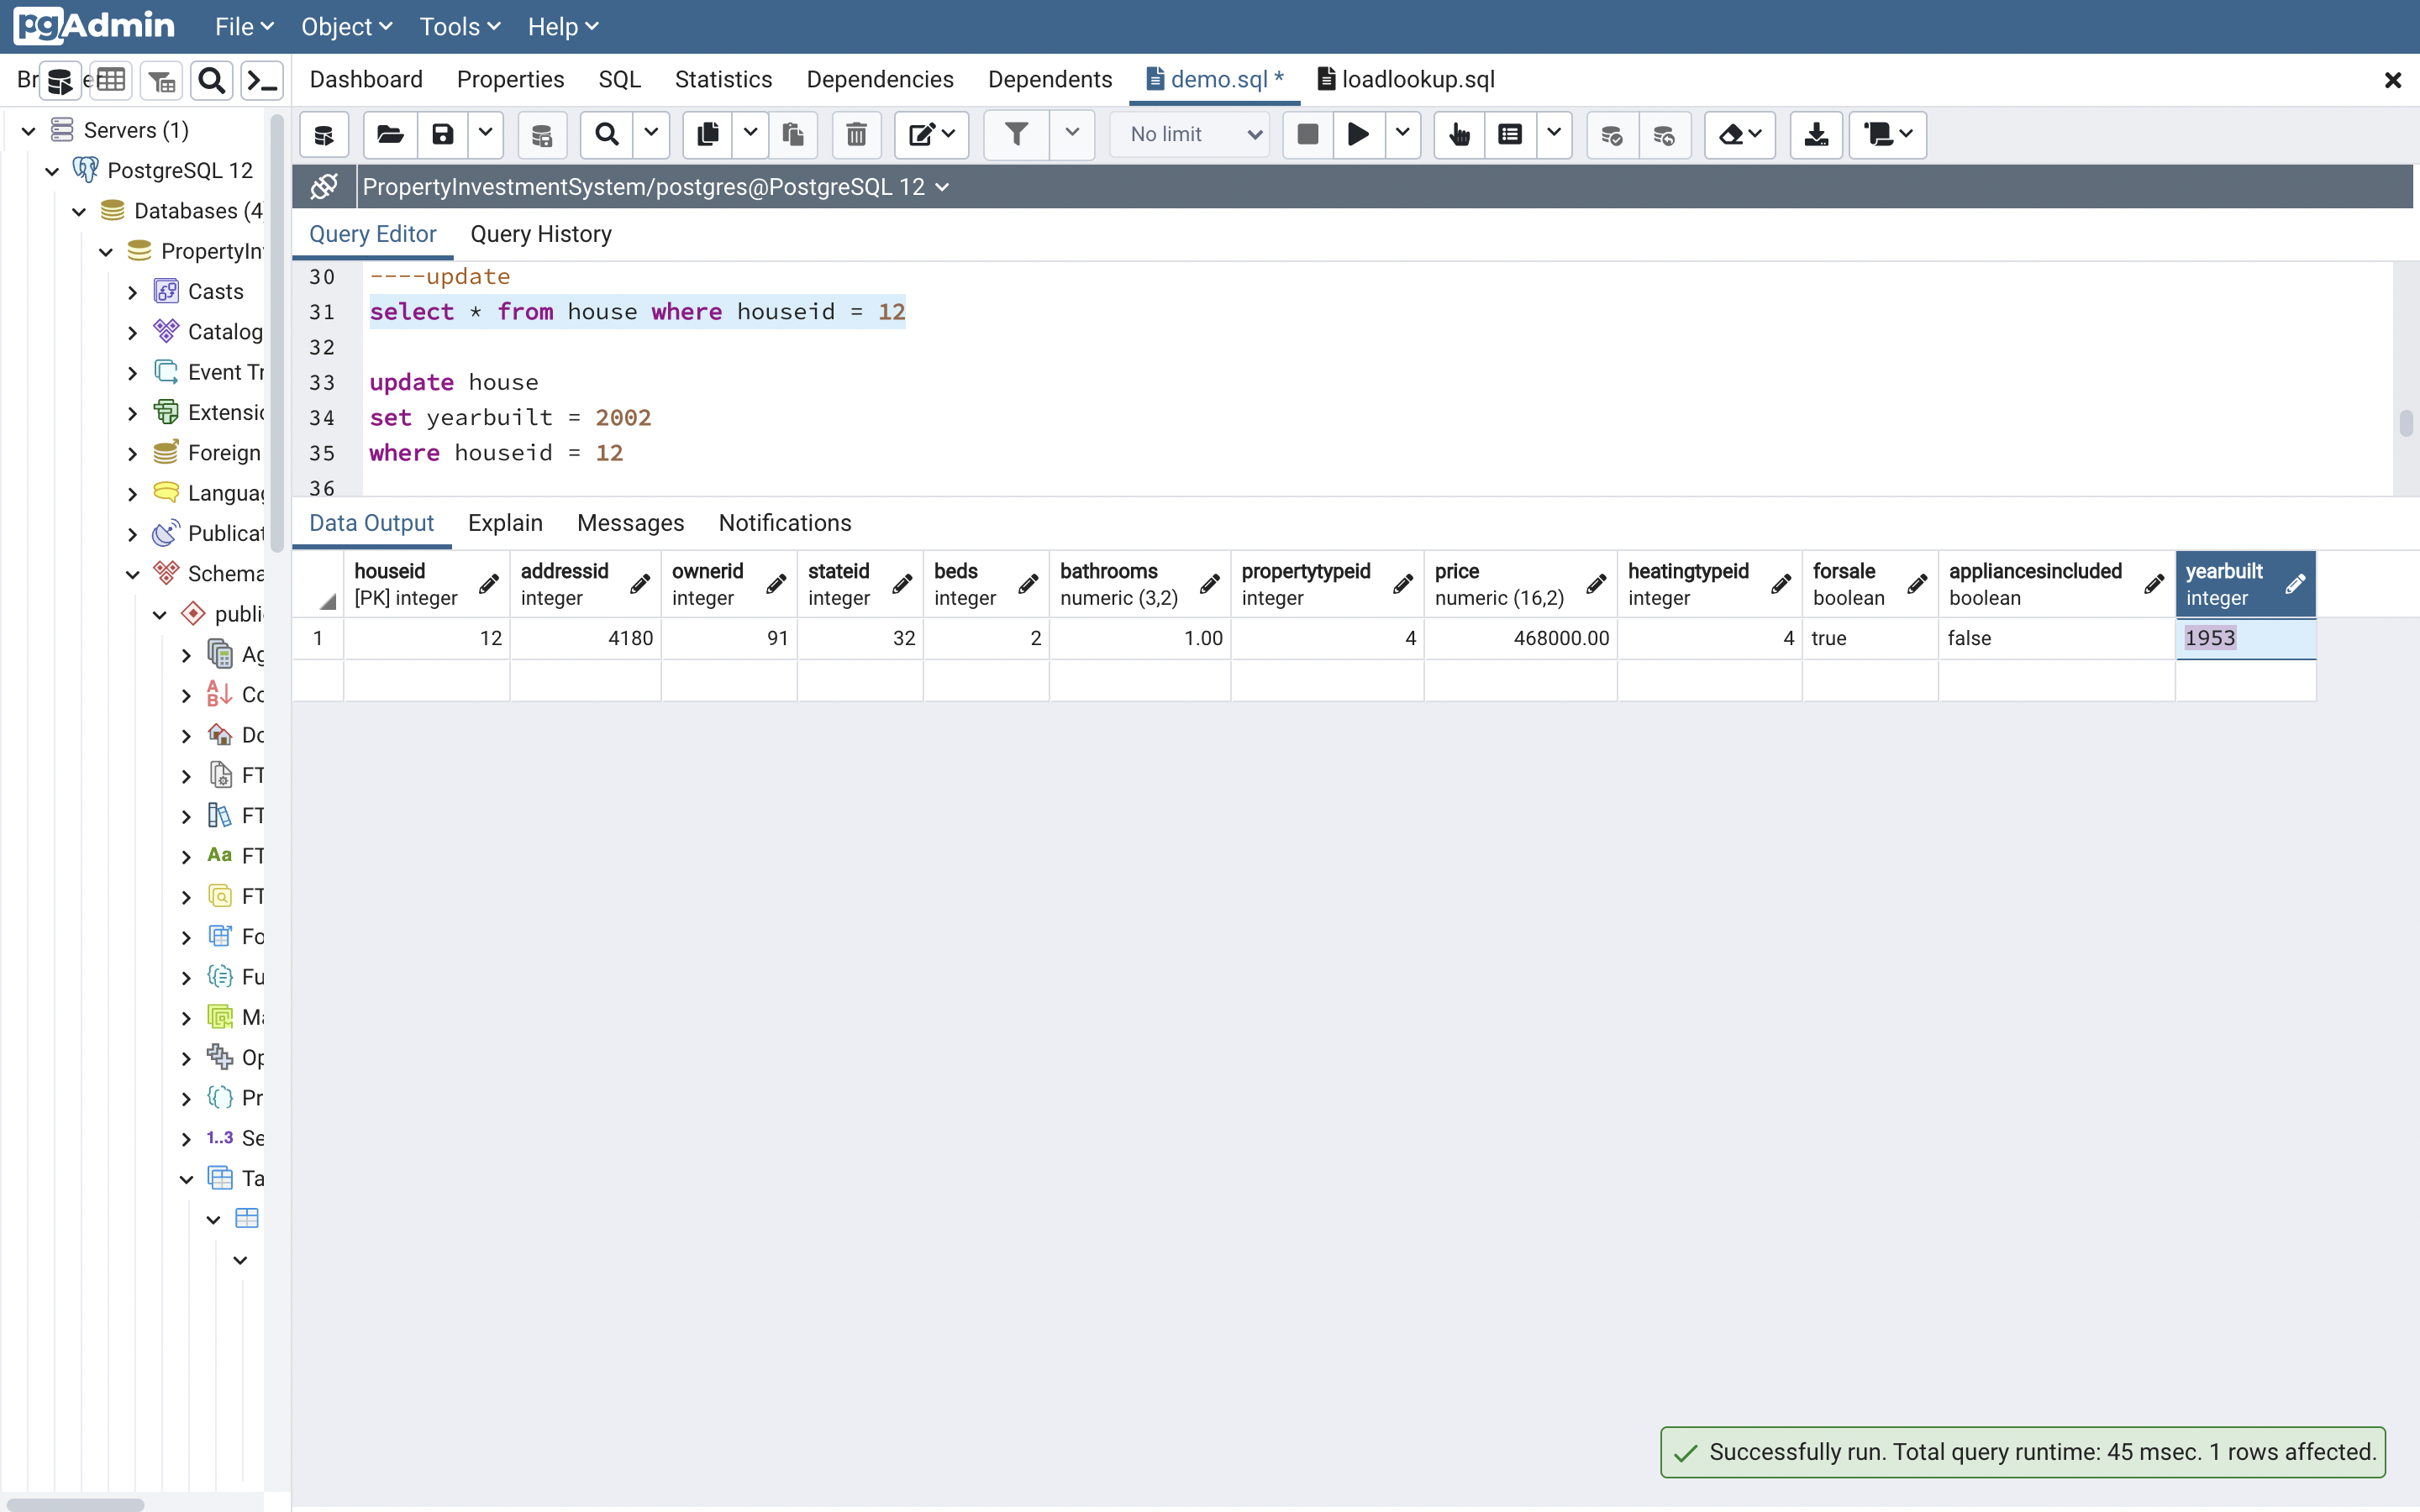 pgAdmin File Object Tools Help
Dashboard Properties SQL Statistics Dependencies Dependents demo.sql * loadlookup.sql
Servers (1)
No limit
PostgreSQL 12
PropertyInvestmentSystem/postgres@PostgreSQL 12
Databases (4
Query Editor Query History
PropertyIn
Casts
Catalog
Event Tr
Extensic
Foreign
Languag
Publicat
Schema
publi
Ag
Co
Do
FT
FT
Aa FT
FT
Fo
Fu
Ma
Op
Pr
1..3 Se
Ta
30 ----update
31 select * from house where houseid = 12
32
33 update house
34 set yearbuilt = 2002
35 where houseid = 12
36
Data Output Explain Messages Notifications
houseid addressid ownerid stateid beds bathrooms propertytypeid price heatingtypeid forsale appliancesincluded yearbuilt
[PK] integer integer integer integer integer numeric (3,2) integer numeric (16,2) integer boolean boolean integer
1 12 4180 91 32 2 1.00 4 468000.00 4 true false 1953
Successfully run. Total query runtime: 45 msec. 1 rows affected.